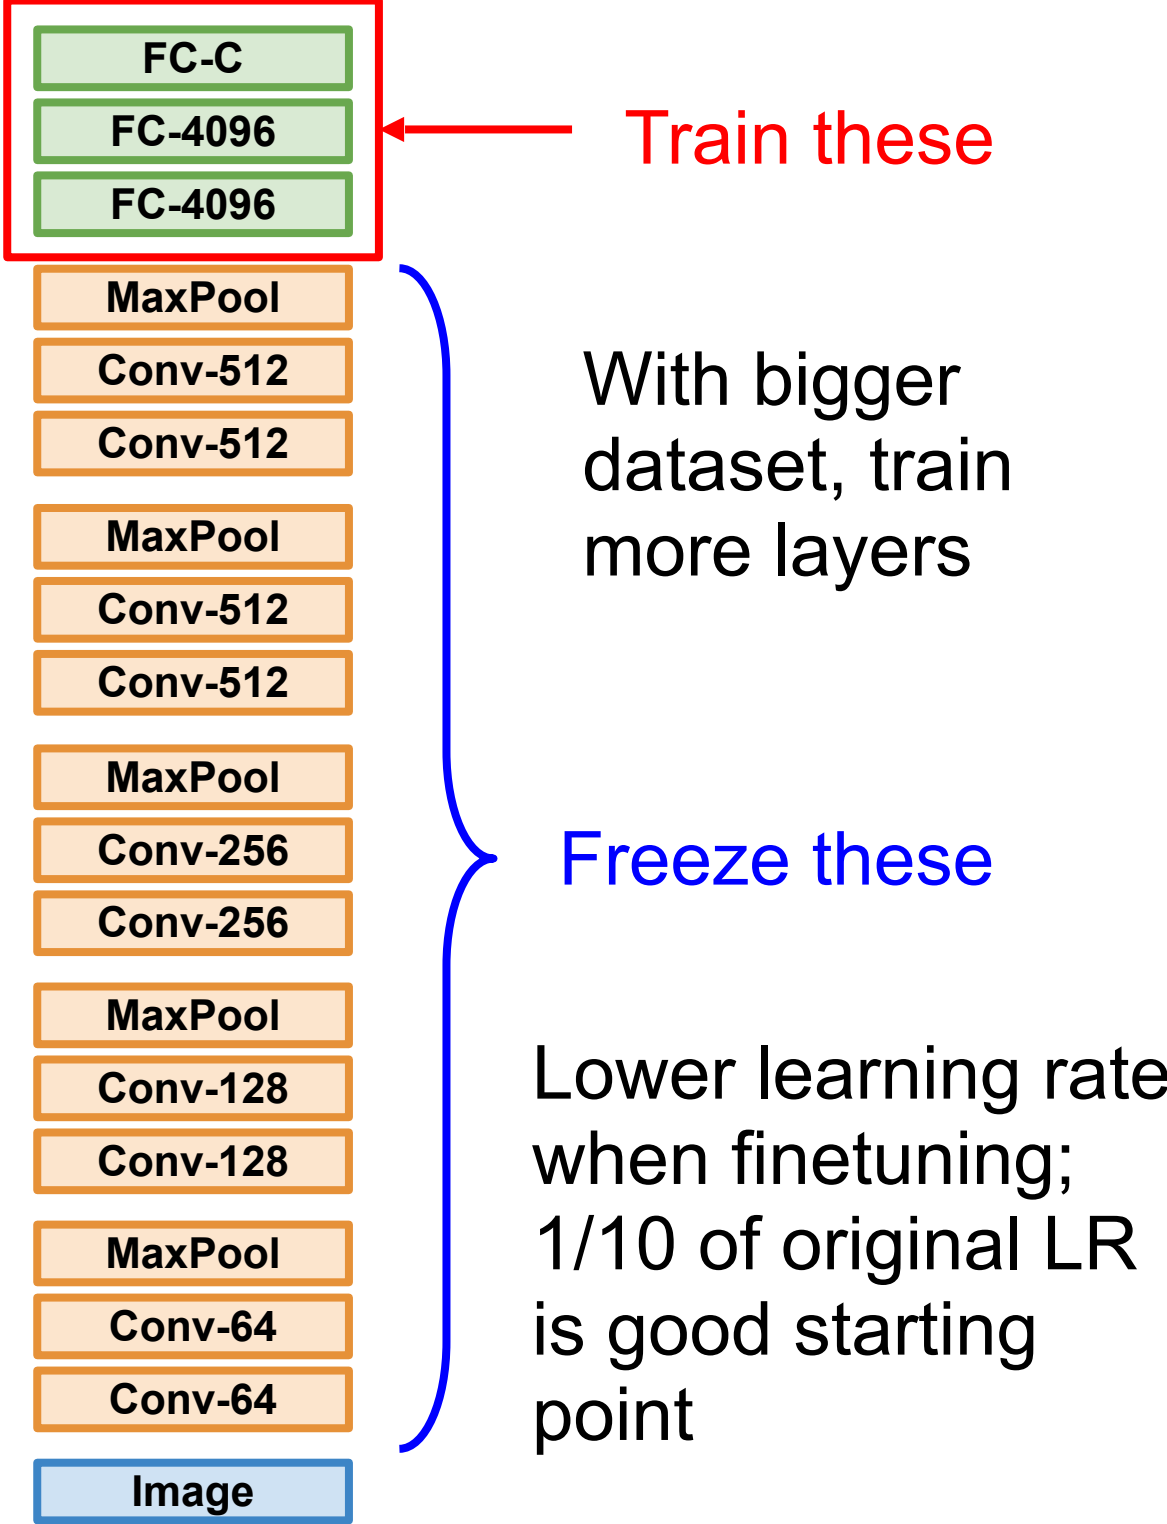 FC-C
FC-4096
FC-4096
Train these
MaxPool
Conv-512
Conv-512
MaxPool
Conv-512
Conv-512
MaxPool
Conv-256
Conv-256
MaxPool
Conv-128
Conv-128
MaxPool
Conv-64
Conv-64
Image
With bigger
dataset, train
more layers
Freeze these
Lower learning rate
when finetuning;
1/10 of original LR
is good starting
point